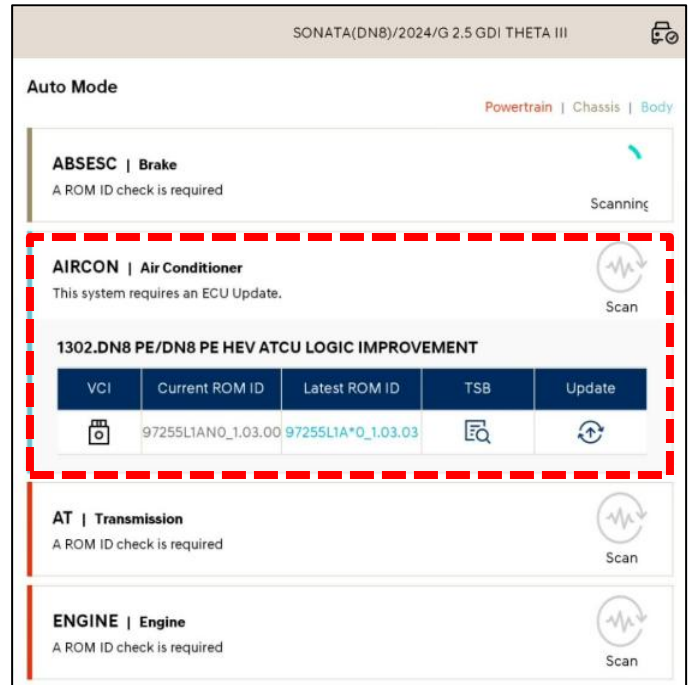 SONATA(DN8)/2024/G 2.5 GDI THETA III
Auto Mode
Powertrain | Chassis | Body
ABSESC | Brake
A ROM ID check is required
Scanning
AIRCON | Air Conditioner
This system requires an ECU Update.
Scan
1302.DN8 PE/DN8 PE HEV ATCU LOGIC IMPROVEMENT
VCI Current ROM ID Latest ROM ID TSB Update
97255L1AN0_1.03.00 97255L1A*0_1.03.03
AT | Transmission
A ROM ID check is required
Scan
ENGINE | Engine
A ROM ID check is required
Scan